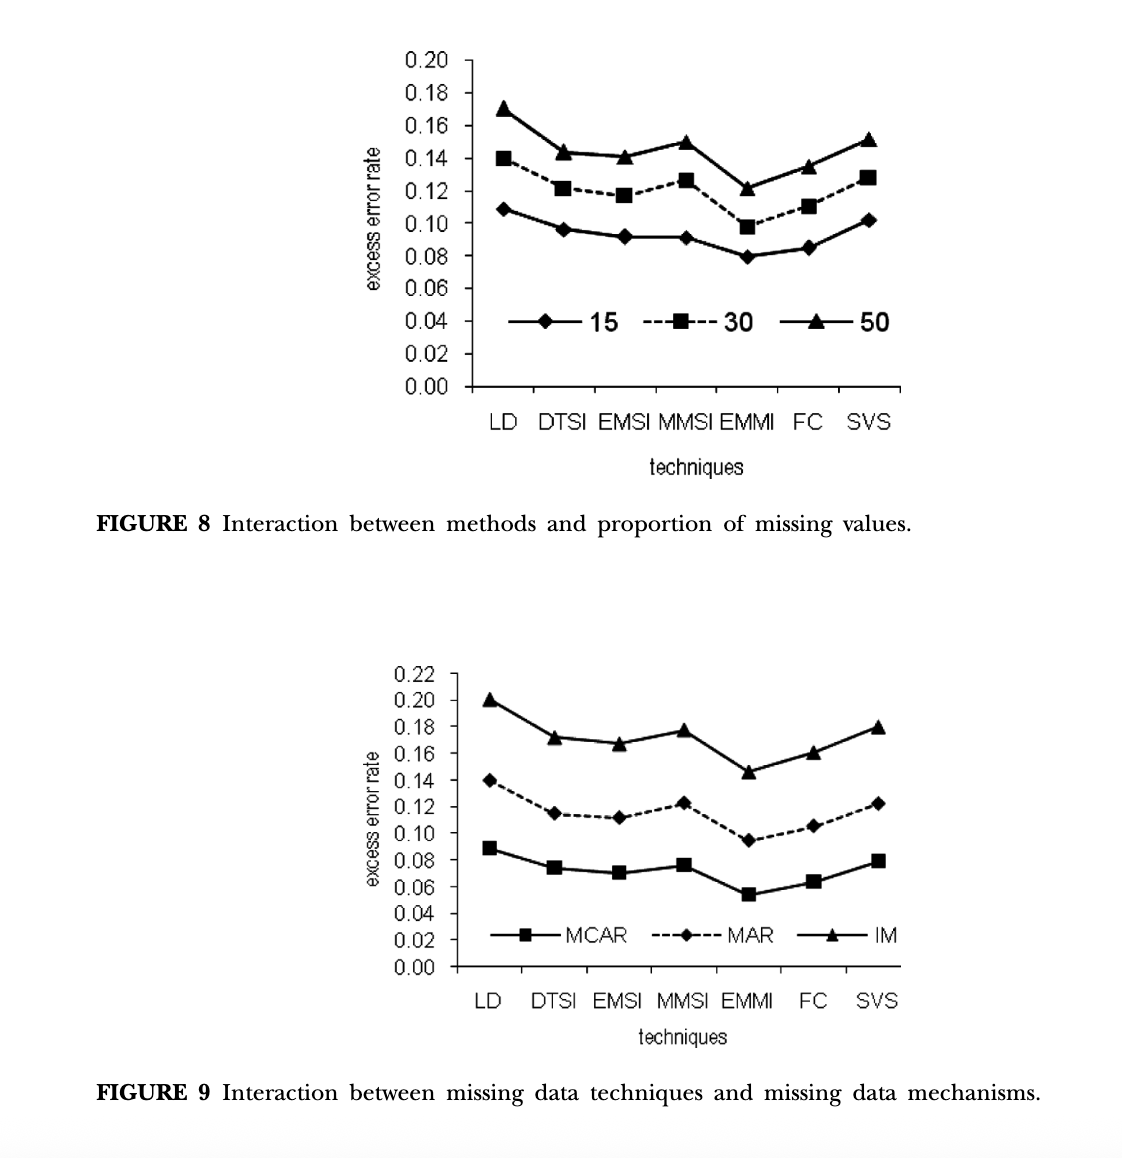 0.20
0.18
0.16
0.14
0.12
0.10
0.08
0.06
0.04
0.02
0.00
excess error rate
15 30 50
LD DTSI EMSI MMSI EMMI FC SVS
techniques
FIGURE 8 Interaction between methods and proportion of missing values.
0.22
0.20
0.18
0.16
0.14
0.12
0.10
0.08
0.06
0.04
0.02
0.00
excess error rate
MCAR MAR IM
LD DTSI EMSI MMSI EMMI FC SVS
techniques
FIGURE 9 Interaction between missing data techniques and missing data mechanisms.